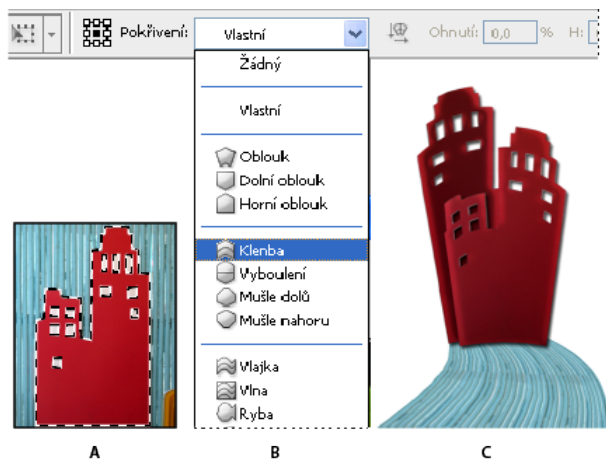 Pokřivení: Vlastní Ohnutí: 0,0 % H:
Žádný
Vlastní
Oblouk
Dolní oblouk
Horní oblouk
Klenba
Vyboulení
Mušle dolů
Mušle nahoru
Vlajka
Vlna
Ryba
A B C